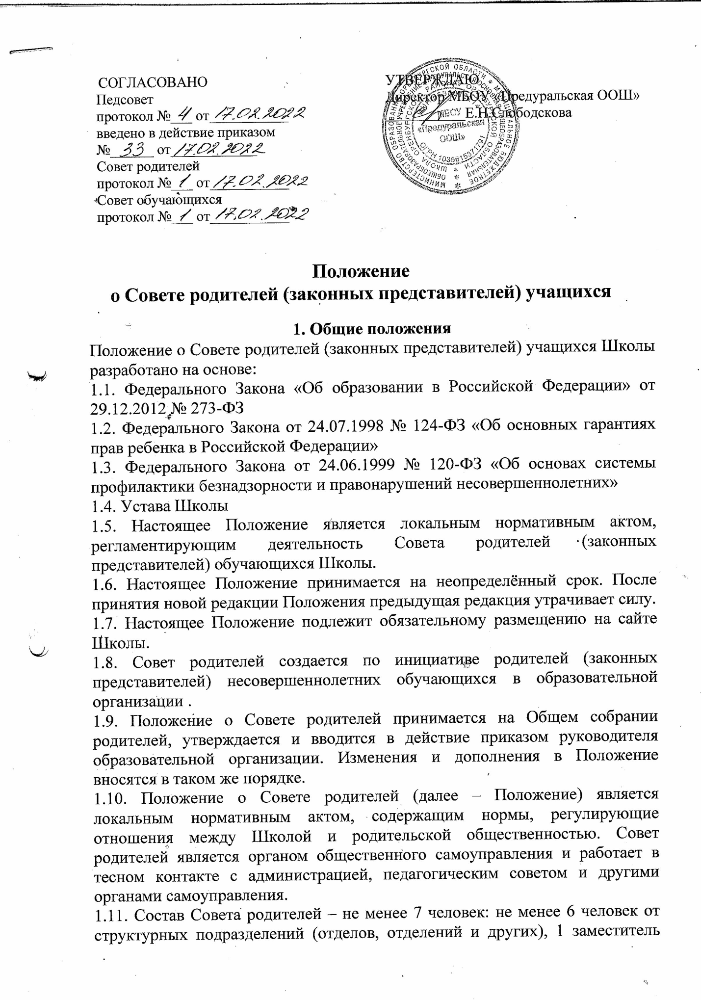 СОГЛАСОВАНО
Педсовет
протокол № 4 от 17.02.2022
введено в действие приказом
№ 33 от 17.02.2022
Совет родителей
протокол № 1 от 17.02.2022
Совет обучающихся
протокол № 1 от 17.02.2022
УТВЕРЖДАЮ
Директор МБОУ «Предуральская ООШ»
Е.Н.Слободскова
МБОУ
«Предуральская
ООШ»
ОГРН 1035615371791
Положение
о Совете родителей (законных представителей) учащихся
1. Общие положения
Положение о Совете родителей (законных представителей) учащихся Школы
разработано на основе:
1.1. Федерального Закона «Об образовании в Российской Федерации» от
29.12.2012 № 273-ФЗ
1.2. Федерального Закона от 24.07.1998 № 124-ФЗ «Об основных гарантиях
прав ребенка в Российской Федерации»
1.3. Федерального Закона от 24.06.1999 № 120-ФЗ «Об основах системы
профилактики безнадзорности и правонарушений несовершеннолетних»
1.4. Устава Школы
1.5. Настоящее Положение является локальным нормативным актом,
регламентирующим деятельность Совета родителей (законных
представителей) обучающихся Школы.
1.6. Настоящее Положение принимается на неопределённый срок. После
принятия новой редакции Положения предыдущая редакция утрачивает силу.
1.7. Настоящее Положение подлежит обязательному размещению на сайте
Школы.
1.8. Совет родителей создается по инициативе родителей (законных
представителей) несовершеннолетних обучающихся в образовательной
организации .
1.9. Положение о Совете родителей принимается на Общем собрании
родителей, утверждается и вводится в действие приказом руководителя
образовательной организации. Изменения и дополнения в Положение
вносятся в таком же порядке.
1.10. Положение о Совете родителей (далее – Положение) является
локальным нормативным актом, содержащим нормы, регулирующие
отношения между Школой и родительской общественностью. Совет
родителей является органом общественного самоуправления и работает в
тесном контакте с администрацией, педагогическим советом и другими
органами самоуправления.
1.11. Состав Совета родителей – не менее 7 человек: не менее 6 человек от
структурных подразделений (отделов, отделений и других), 1 заместитель